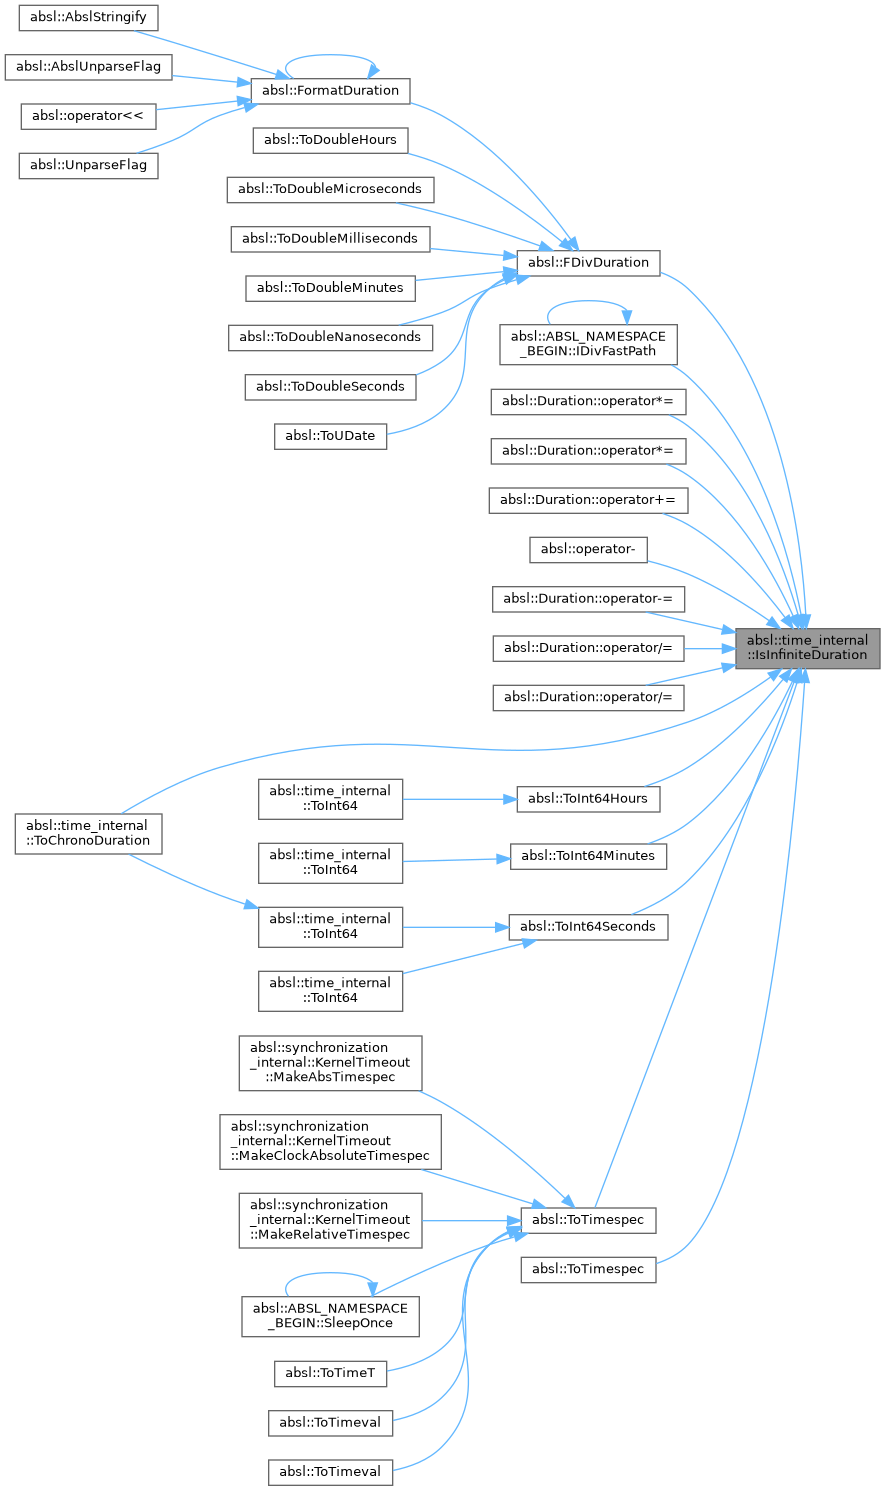 absl::AbslStringify
absl::AbslUnparseFlag
absl::operator<<
absl::UnparseFlag
absl::FormatDuration
absl::ToDoubleHours
absl::ToDoubleMicroseconds
absl::ToDoubleMilliseconds
absl::ToDoubleMinutes
absl::ToDoubleNanoseconds
absl::ToDoubleSeconds
absl::ToUDate
absl::FDivDuration
absl::ABSL_NAMESPACE
_BEGIN::IDivFastPath
absl::Duration::operator*=
absl::Duration::operator*=
absl::Duration::operator+=
absl::operator-
absl::Duration::operator-=
absl::Duration::operator/=
absl::Duration::operator/=
absl::time_internal
::IsInfiniteDuration
absl::time_internal
::ToChronoDuration
absl::time_internal
::ToInt64
absl::ToInt64Hours
absl::time_internal
::ToInt64
absl::ToInt64Minutes
absl::time_internal
::ToInt64
absl::ToInt64Seconds
absl::time_internal
::ToInt64
absl::synchronization
_internal::KernelTimeout
::MakeAbsTimespec
absl::synchronization
_internal::KernelTimeout
::MakeClockAbsoluteTimespec
absl::synchronization
_internal::KernelTimeout
::MakeRelativeTimespec
absl::ToTimespec
absl::ToTimespec
absl::ABSL_NAMESPACE
_BEGIN::SleepOnce
absl::ToTimeT
absl::ToTimeval
absl::ToTimeval